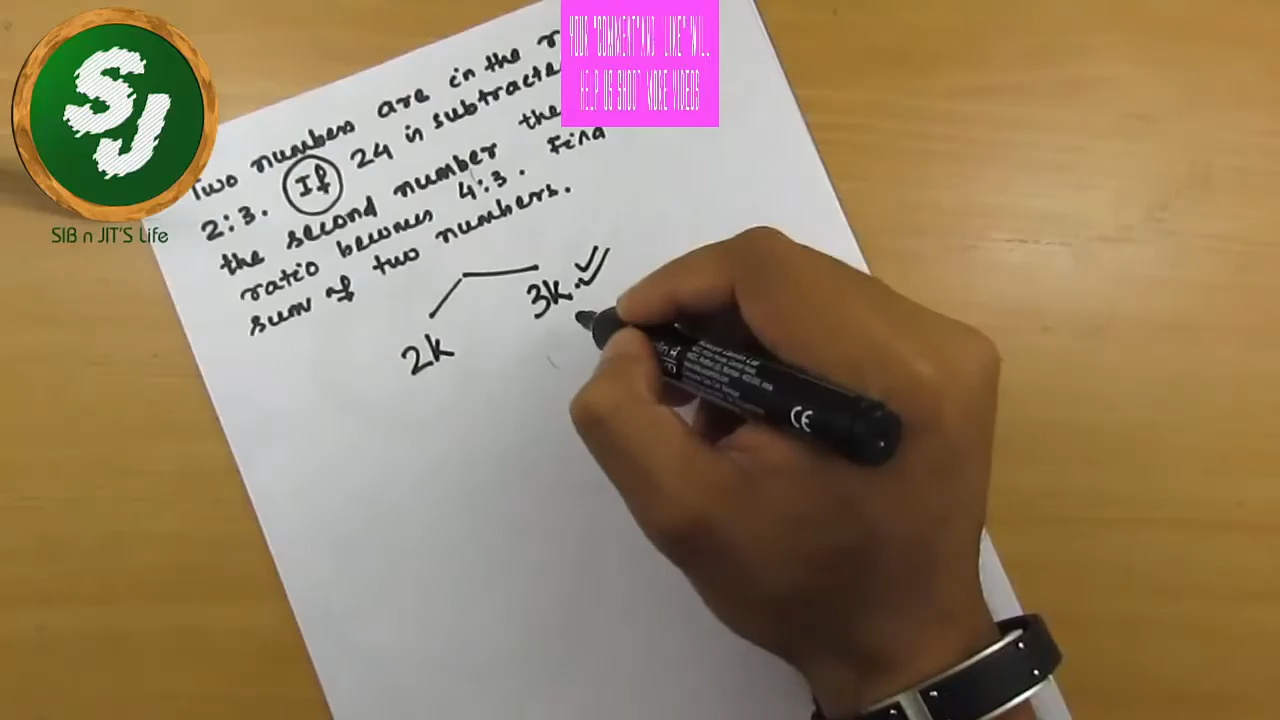 SJ
SIB n JIT'S Life
YOUR "COMMENT" AND "LIKE" WILL
HELP US SHOOT MORE VIDEOS
Two numbers are in the
2:3. If 24 is subtracte
the second number the
ratio becomes 4:3. Find
sum of two numbers.
2k 3k
CE